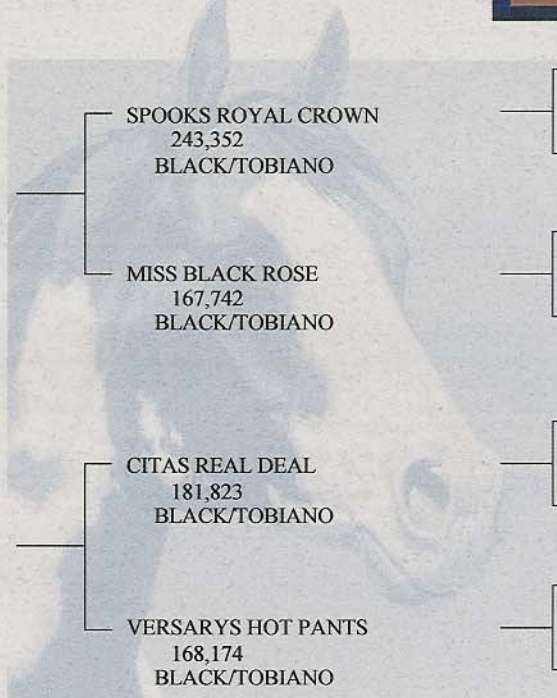 SPOOKS ROYAL CROWN
243,352
BLACK/TOBIANO
MISS BLACK ROSE
167,742
BLACK/TOBIANO
CITAS REAL DEAL
181,823
BLACK/TOBIANO
VERSARYS HOT PANTS
168,174
BLACK/TOBIANO